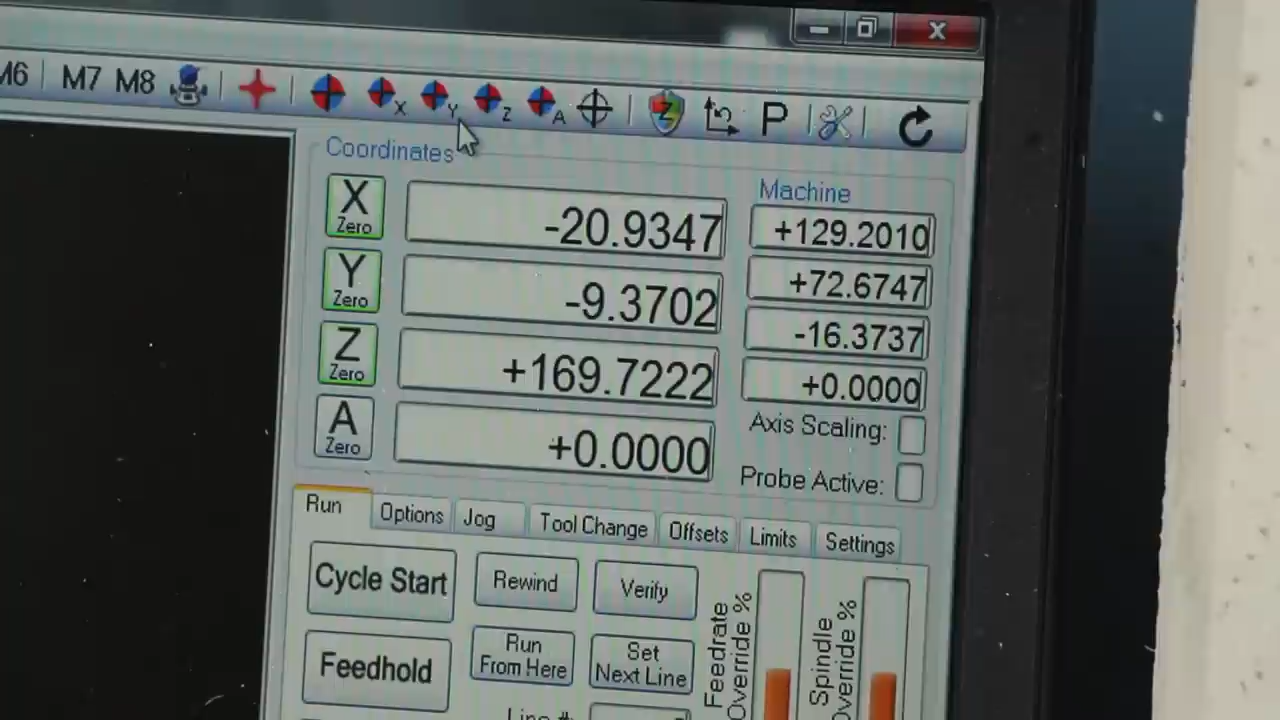 M6 M7 M8 X Y Z A Z P
Coordinates
Machine
X Zero -20.9347 +129.2010
Y Zero -9.3702 +72.6747
Z Zero +169.7222 -16.3737
A Zero +0.0000 +0.0000
Axis Scaling:
Probe Active:
Run Options Jog Tool Change Offsets Limits Settings
Cycle Start Rewind Verify
Feedhold Run From Here Set Next Line
Feedrate Override %
Spindle Override %